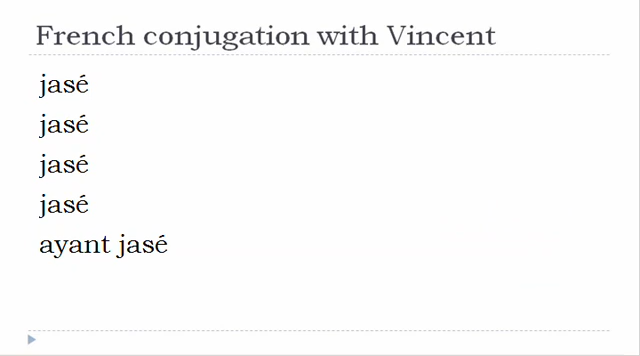 French conjugation with Vincent
jasé
jasé
jasé
jasé
ayant jasé